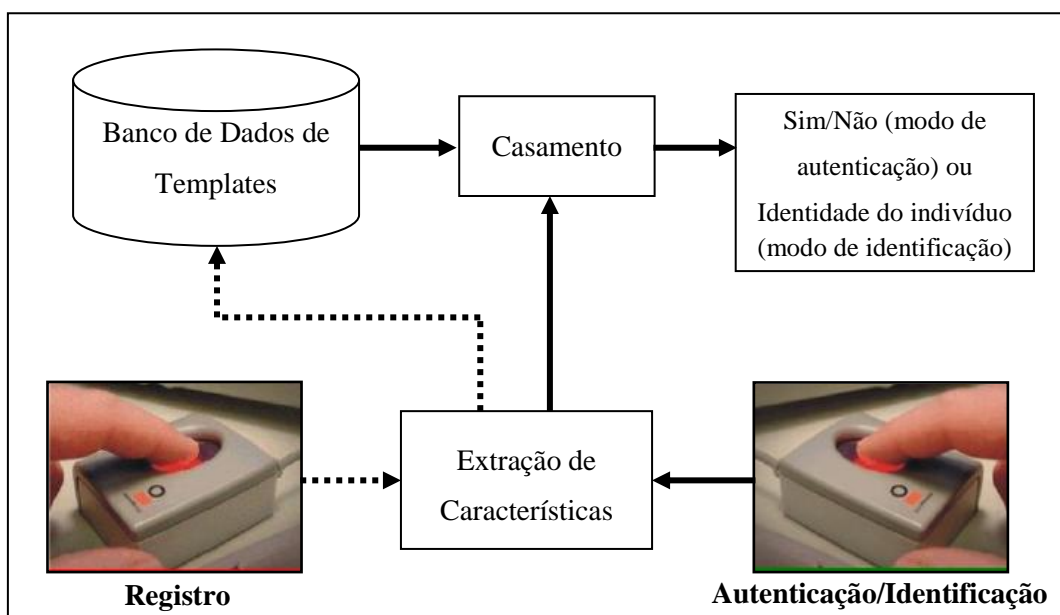 Banco de Dados de
Templates
Casamento
Sim/Não (modo de
autenticação) ou
Identidade do indivíduo
(modo de identificação)
Extração de
Características
Registro
Autenticação/Identificação